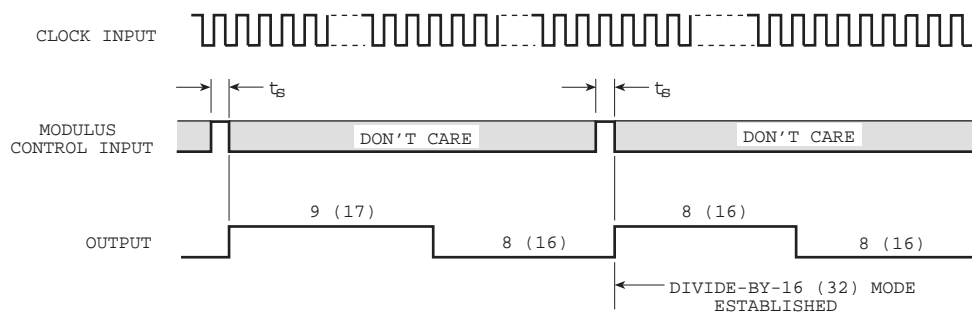 CLOCK INPUT
ts
ts
MODULUS
CONTROL INPUT
DON'T CARE
DON'T CARE
9 (17)
8 (16)
8 (16)
8 (16)
OUTPUT
DIVIDE-BY-16 (32) MODE
ESTABLISHED